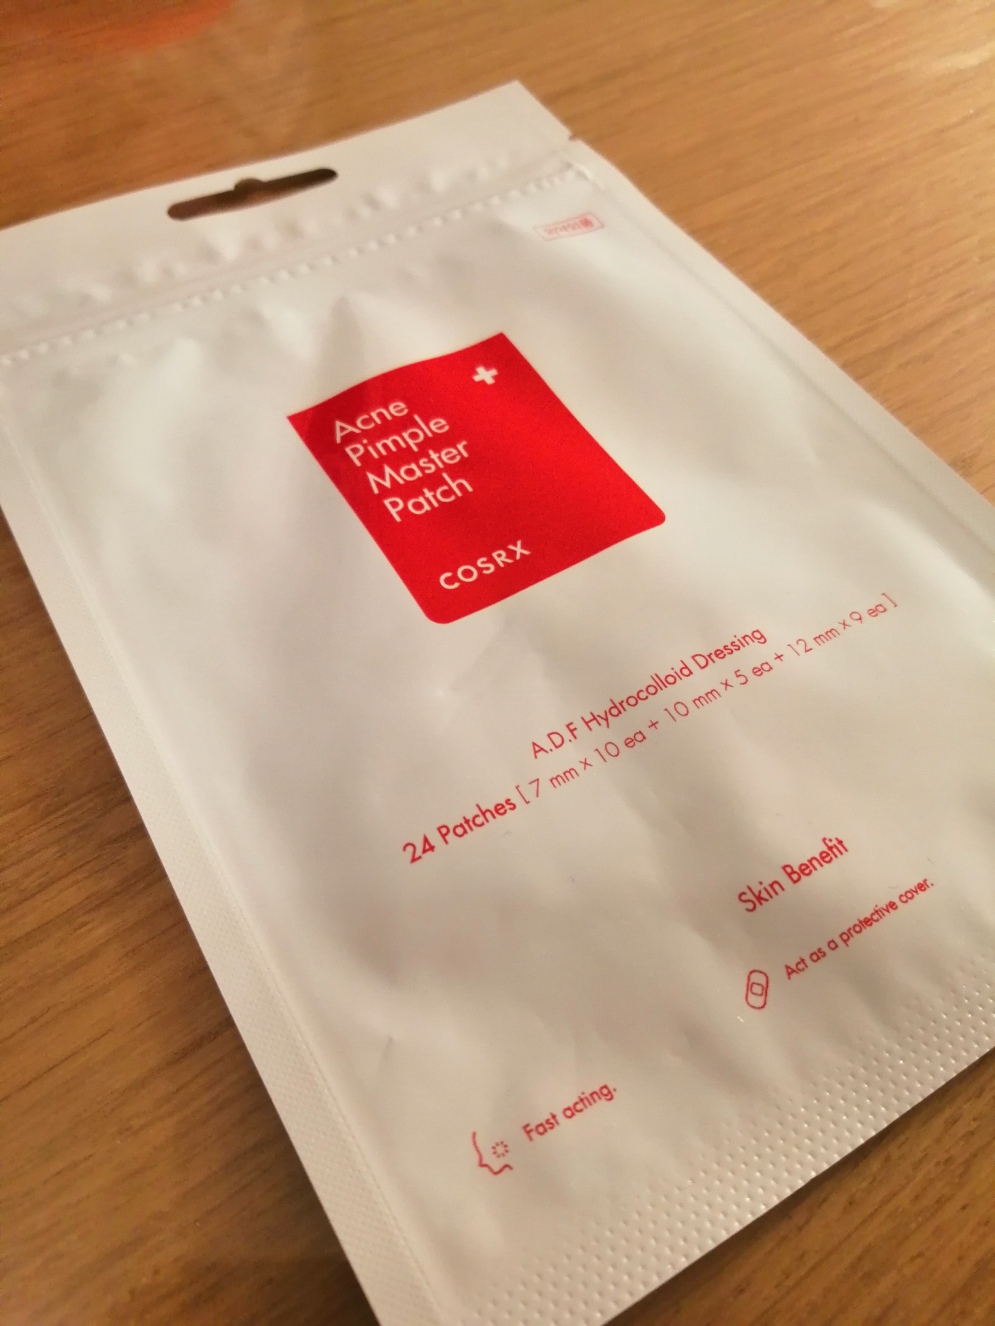 Acne
Pimple
Master
Patch
COSRX
A.D.F Hydrocolloid Dressing
24 Patches [ 7 mm × 10 ea + 10 mm × 5 ea + 12 mm × 9 ea ]
Skin Benefit
Act as a protective cover.
Fast acting.